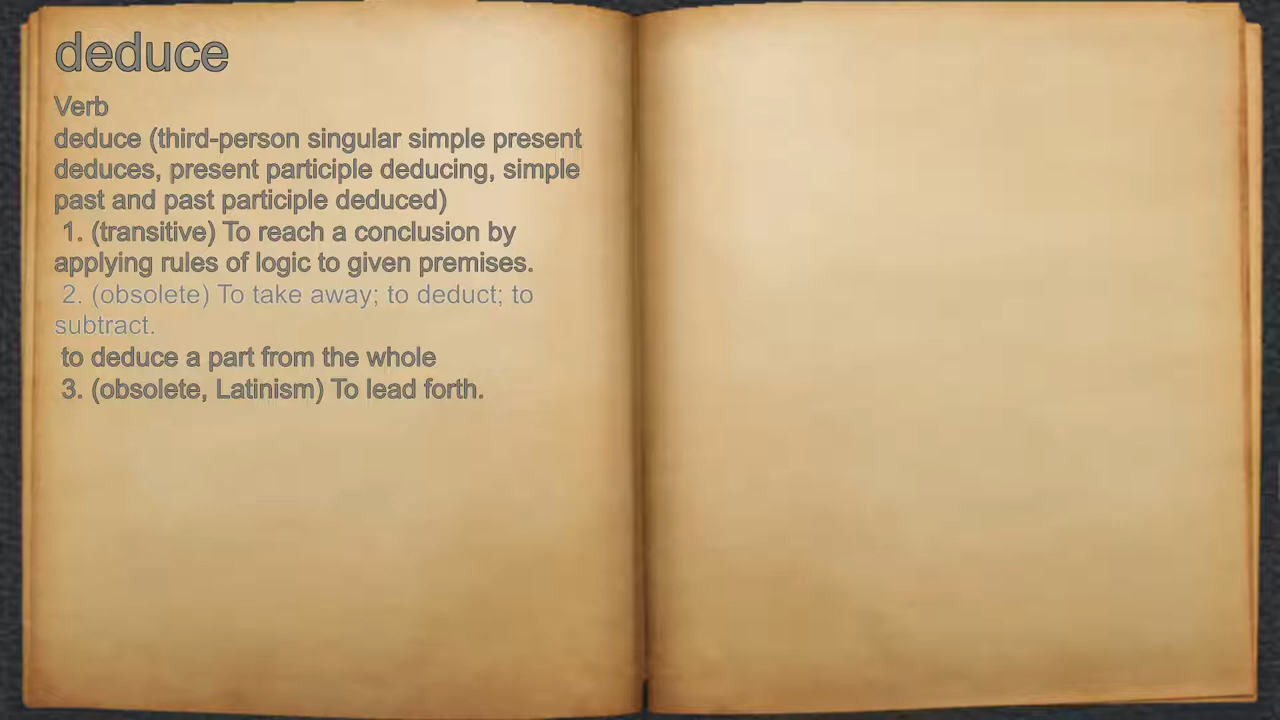 deduce
Verb
deduce (third-person singular simple present
deduces, present participle deducing, simple
past and past participle deduced)
1. (transitive) To reach a conclusion by
applying rules of logic to given premises.
2. (obsolete) To take away; to deduct; to
subtract.
to deduce a part from the whole
3. (obsolete, Latinism) To lead forth.